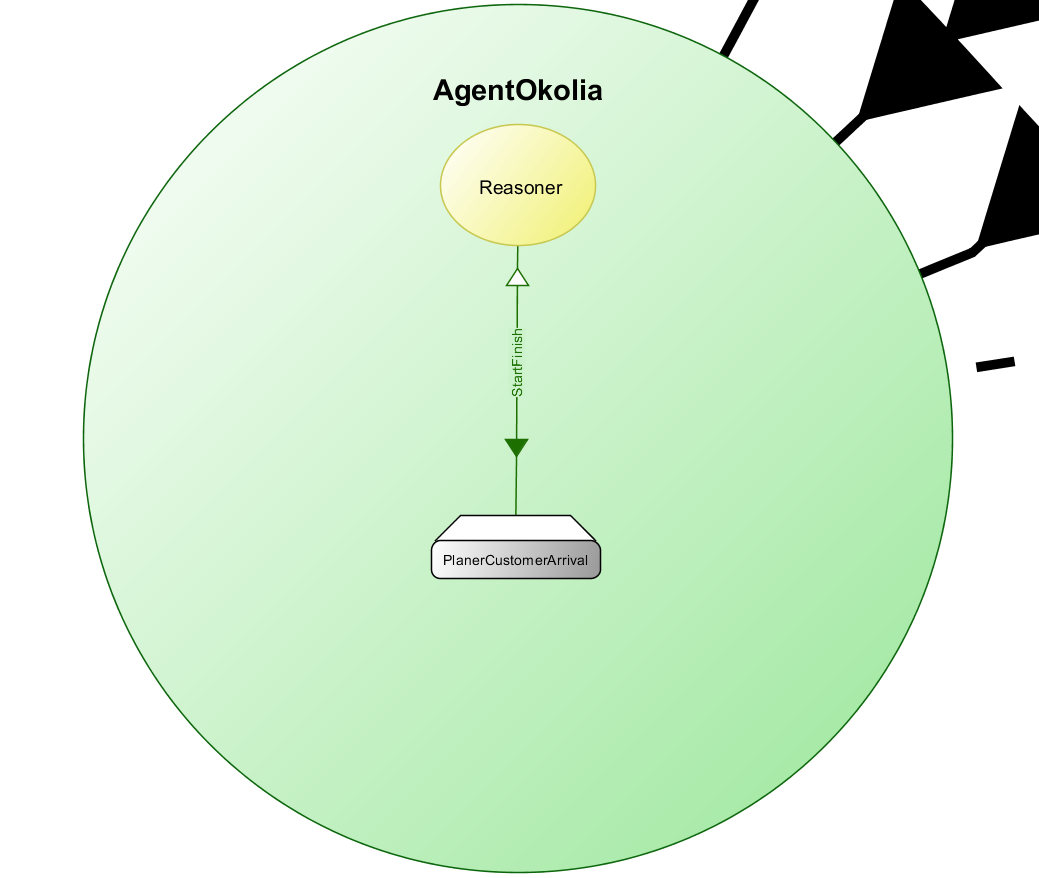 AgentOkolia
Reasoner
StartFinish
PlanerCustomerArrival